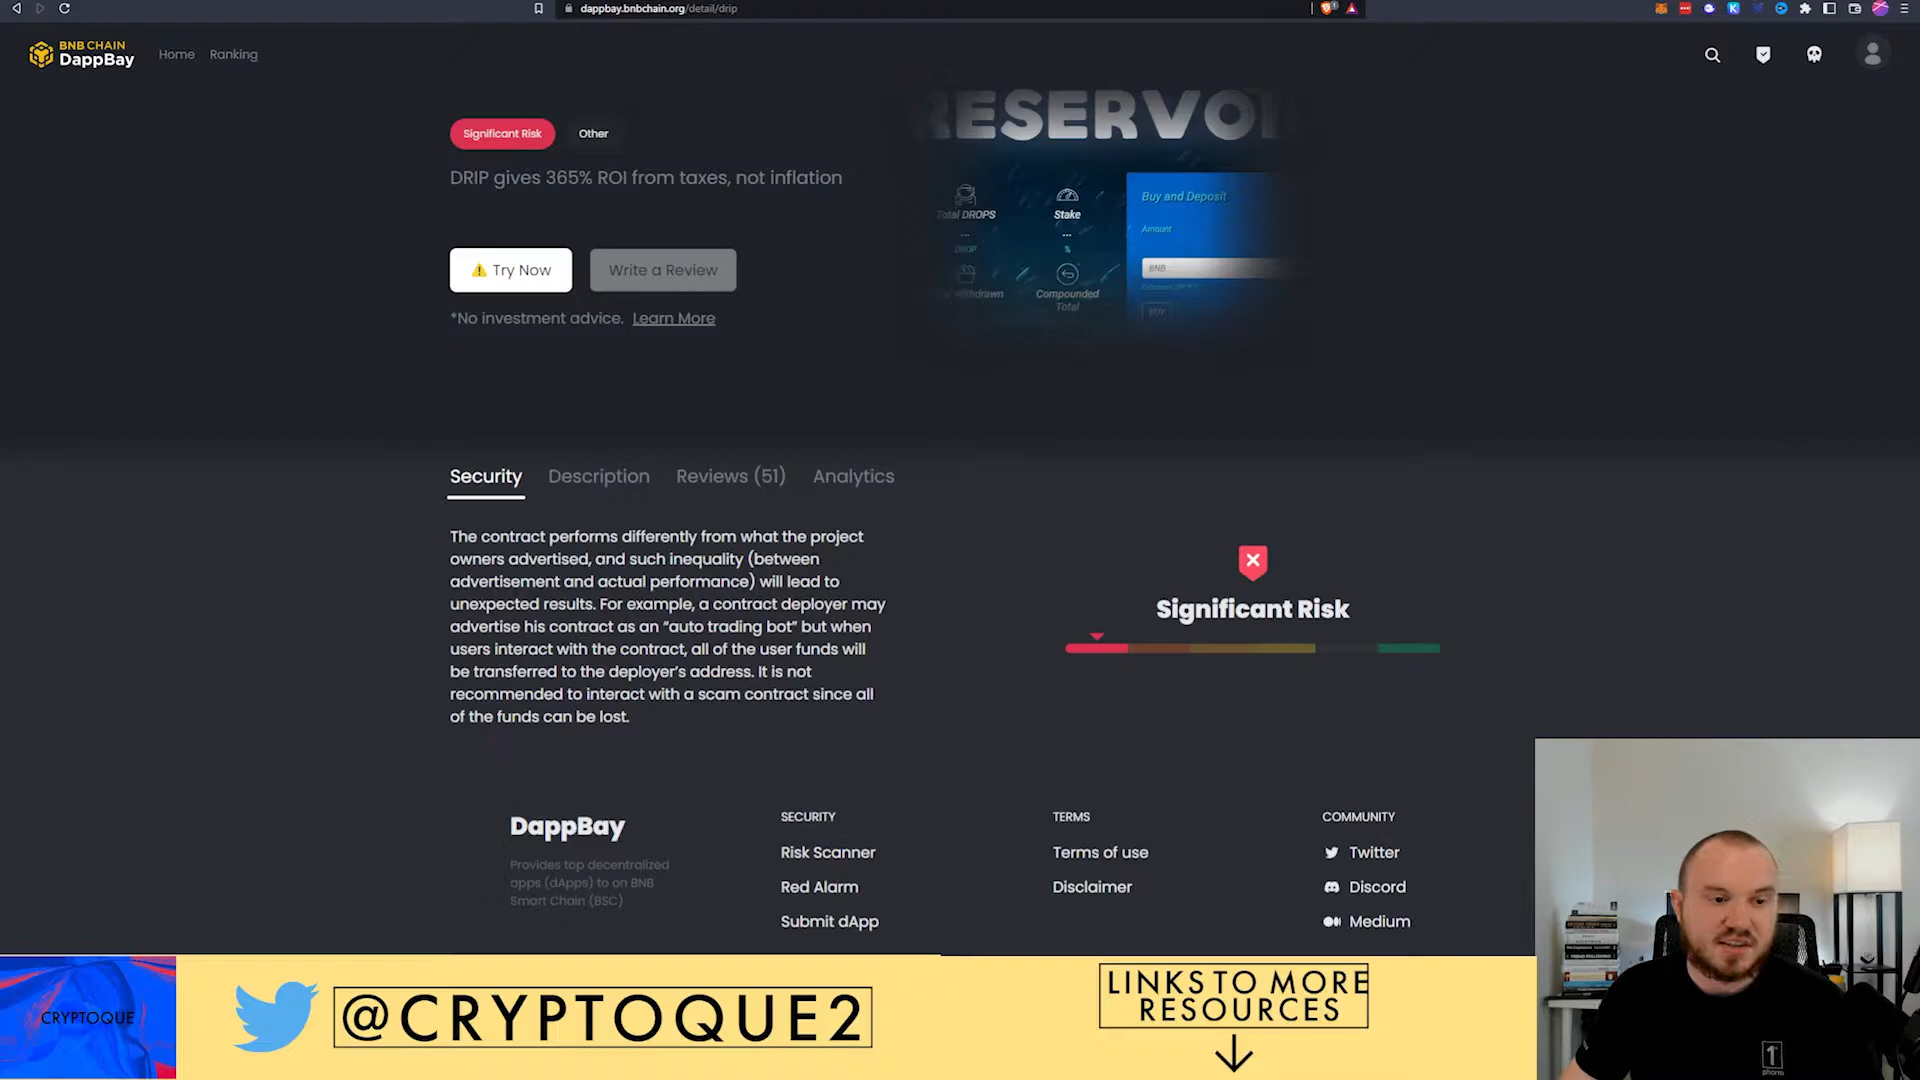 dappbay.bnbchain.org/detail/drip
BNB CHAIN
DappBay
Home
Ranking
RESERVOI
Significant Risk
Other
DRIP gives 365% ROI from taxes, not inflation
Total DROPS
Stake
Buy and Deposit
...
...
Amount
DROP
%
BNB
⚠ Try Now
Write a Review
Compounded
Total
BUY
*No investment advice. Learn More
Security
Description
Reviews (51)
Analytics
The contract performs differently from what the project
owners advertised, and such inequality (between
advertisement and actual performance) will lead to
unexpected results. For example, a contract deployer may
advertise his contract as an “auto trading bot” but when
users interact with the contract, all of the user funds will
be transferred to the deployer’s address. It is not
recommended to interact with a scam contract since all
of the funds can be lost.
Significant Risk
DappBay
Provides top decentralized
apps (dApps) to on BNB
Smart Chain (BSC)
SECURITY
Risk Scanner
Red Alarm
Submit dApp
TERMS
Terms of use
Disclaimer
COMMUNITY
Twitter
Discord
Medium
CRYPTOQUE
@CRYPTOQUE2
LINKS TO MORE
RESOURCES
1st
phorm